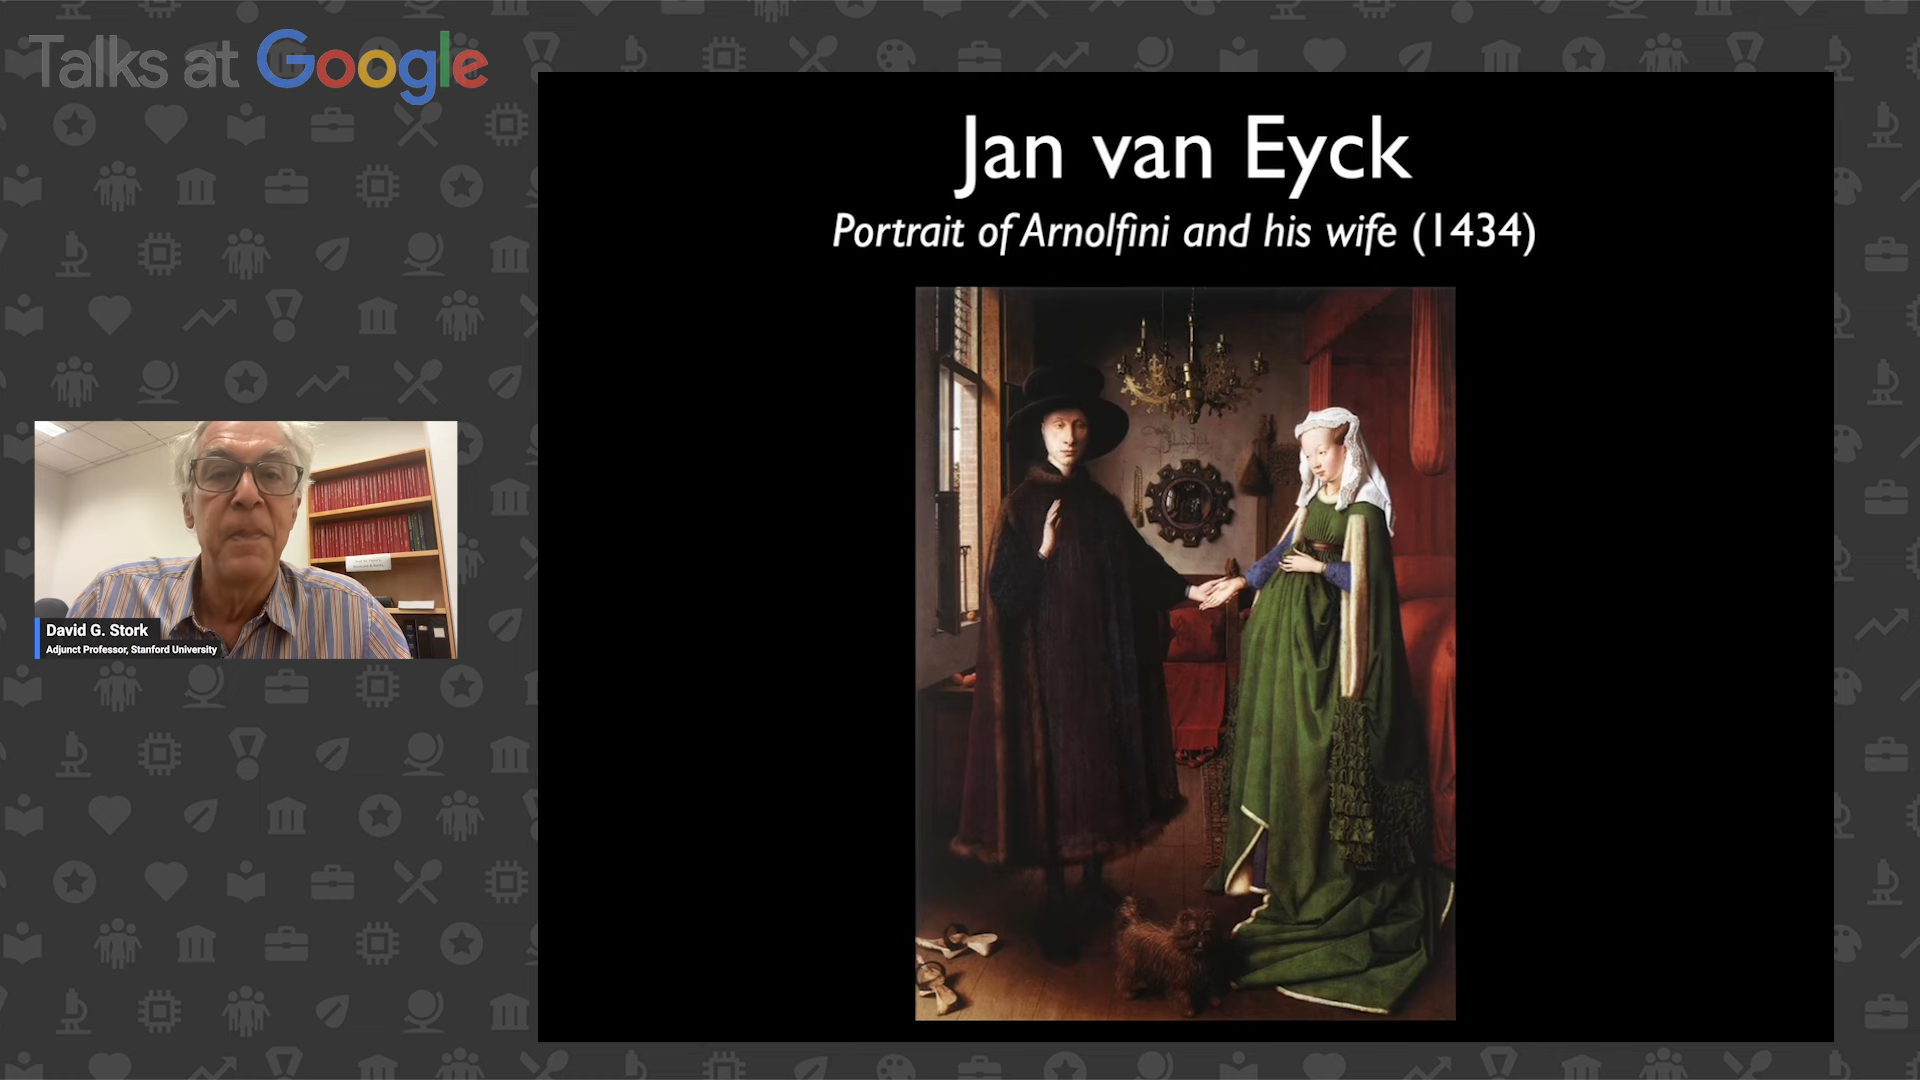 Talks at Google
Jan van Eyck
Portrait of Arnolfini and his wife (1434)
David G. Stork
Adjunct Professor, Stanford University